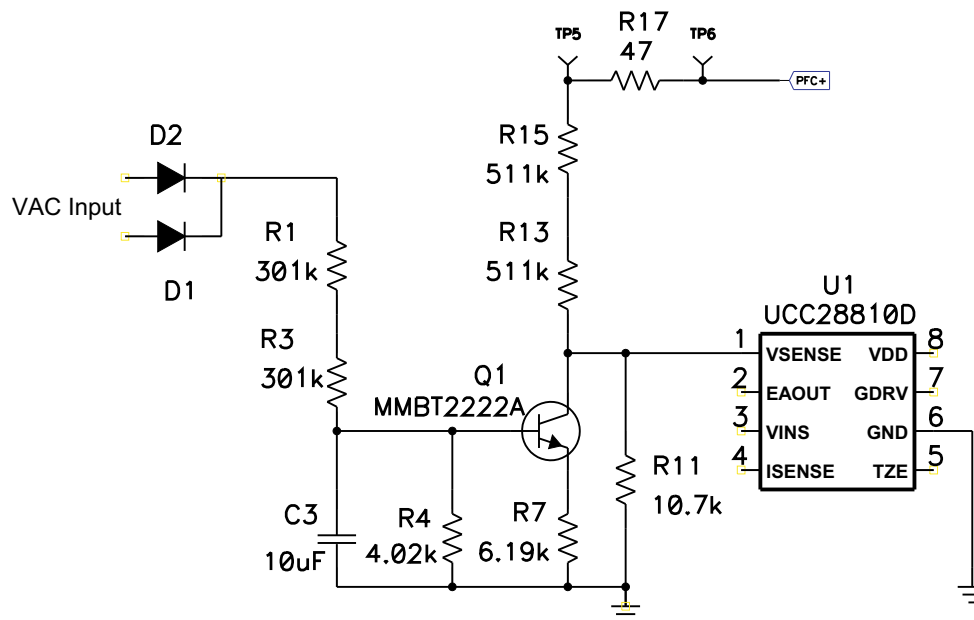 R17
TP5
TP6
47
PFC+
D2
R15
511k
VAC Input
R1
301k
R13
511k
D1
U1
UCC28810D
R3
301k
Q1
MMBT2222A
1 VSENSE VDD 8
2 EAOUT GDRV 7
3 VINS GND 6
4 ISENSE TZE 5
R11
10.7k
C3
10uF
R4
4.02k
R7
6.19k